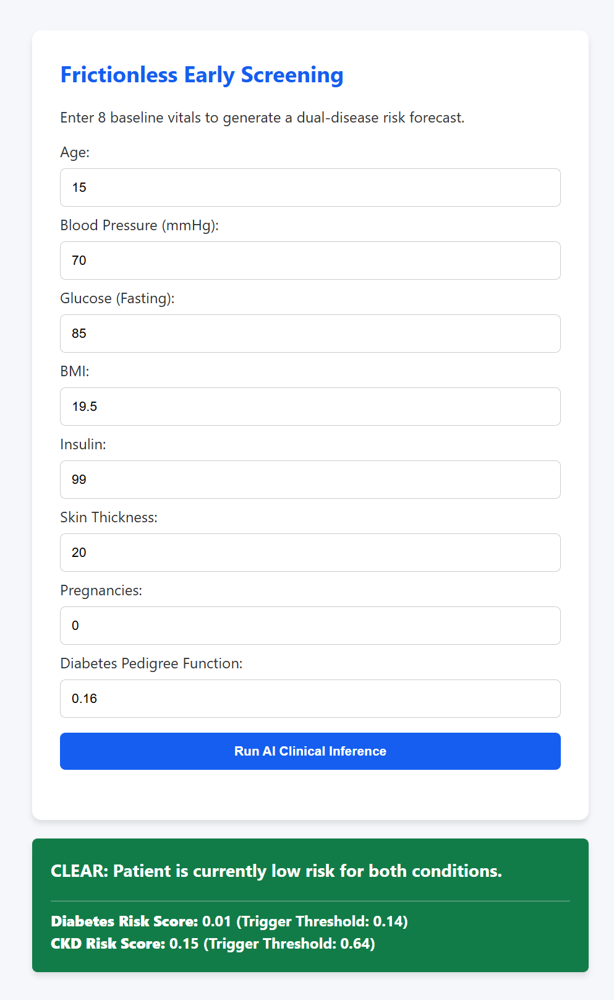 Frictionless Early Screening
Enter 8 baseline vitals to generate a dual-disease risk forecast.
Age:
15
Blood Pressure (mmHg):
70
Glucose (Fasting):
85
BMI:
19.5
Insulin:
99
Skin Thickness:
20
Pregnancies:
0
Diabetes Pedigree Function:
0.16
Run AI Clinical Inference
CLEAR: Patient is currently low risk for both conditions.
Diabetes Risk Score: 0.01 (Trigger Threshold: 0.14)
CKD Risk Score: 0.15 (Trigger Threshold: 0.64)